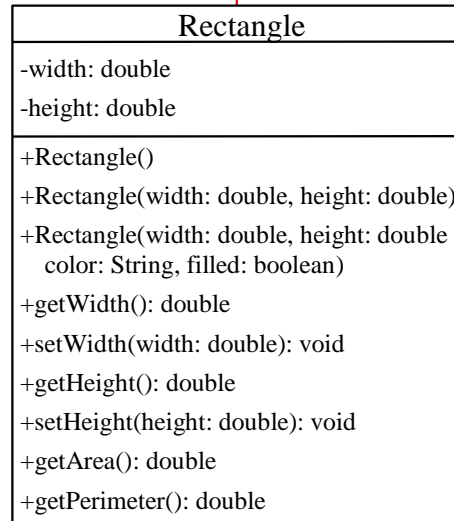 Rectangle
-width: double
-height: double
+Rectangle()
+Rectangle(width: double, height: double)
+Rectangle(width: double, height: double
color: String, filled: boolean)
+getWidth(): double
+setWidth(width: double): void
+getHeight(): double
+setHeight(height: double): void
+getArea(): double
+getPerimeter(): double